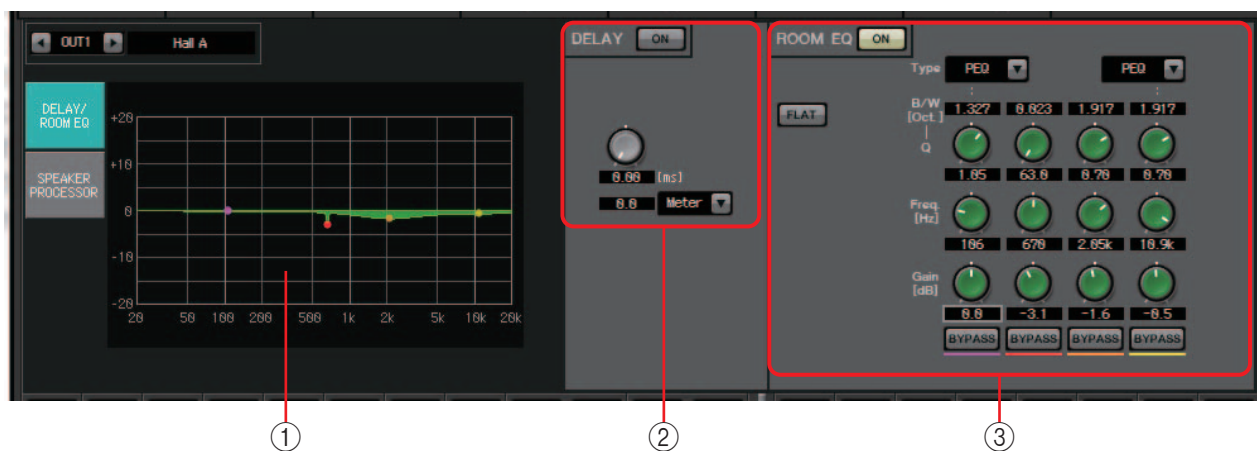 OUT1 Hall A
DELAY ON
ROOM EQ ON
DELAY/
ROOM EQ
SPEAKER
PROCESSOR
+20
+10
0
-10
-20
20 50 100 200 500 1k 2k 5k 10k 20k
0.00 [ms]
0.0 Meter
FLAT
Type PEQ PEQ
B/W
[Oct.]
1.327 0.023 1.917 1.917
Q
1.05 63.0 0.70 0.70
Freq.
[Hz]
106 670 2.05k 10.9k
Gain
[dB]
0.0 -3.1 -1.6 -0.5
BYPASS BYPASS BYPASS BYPASS
① ② ③